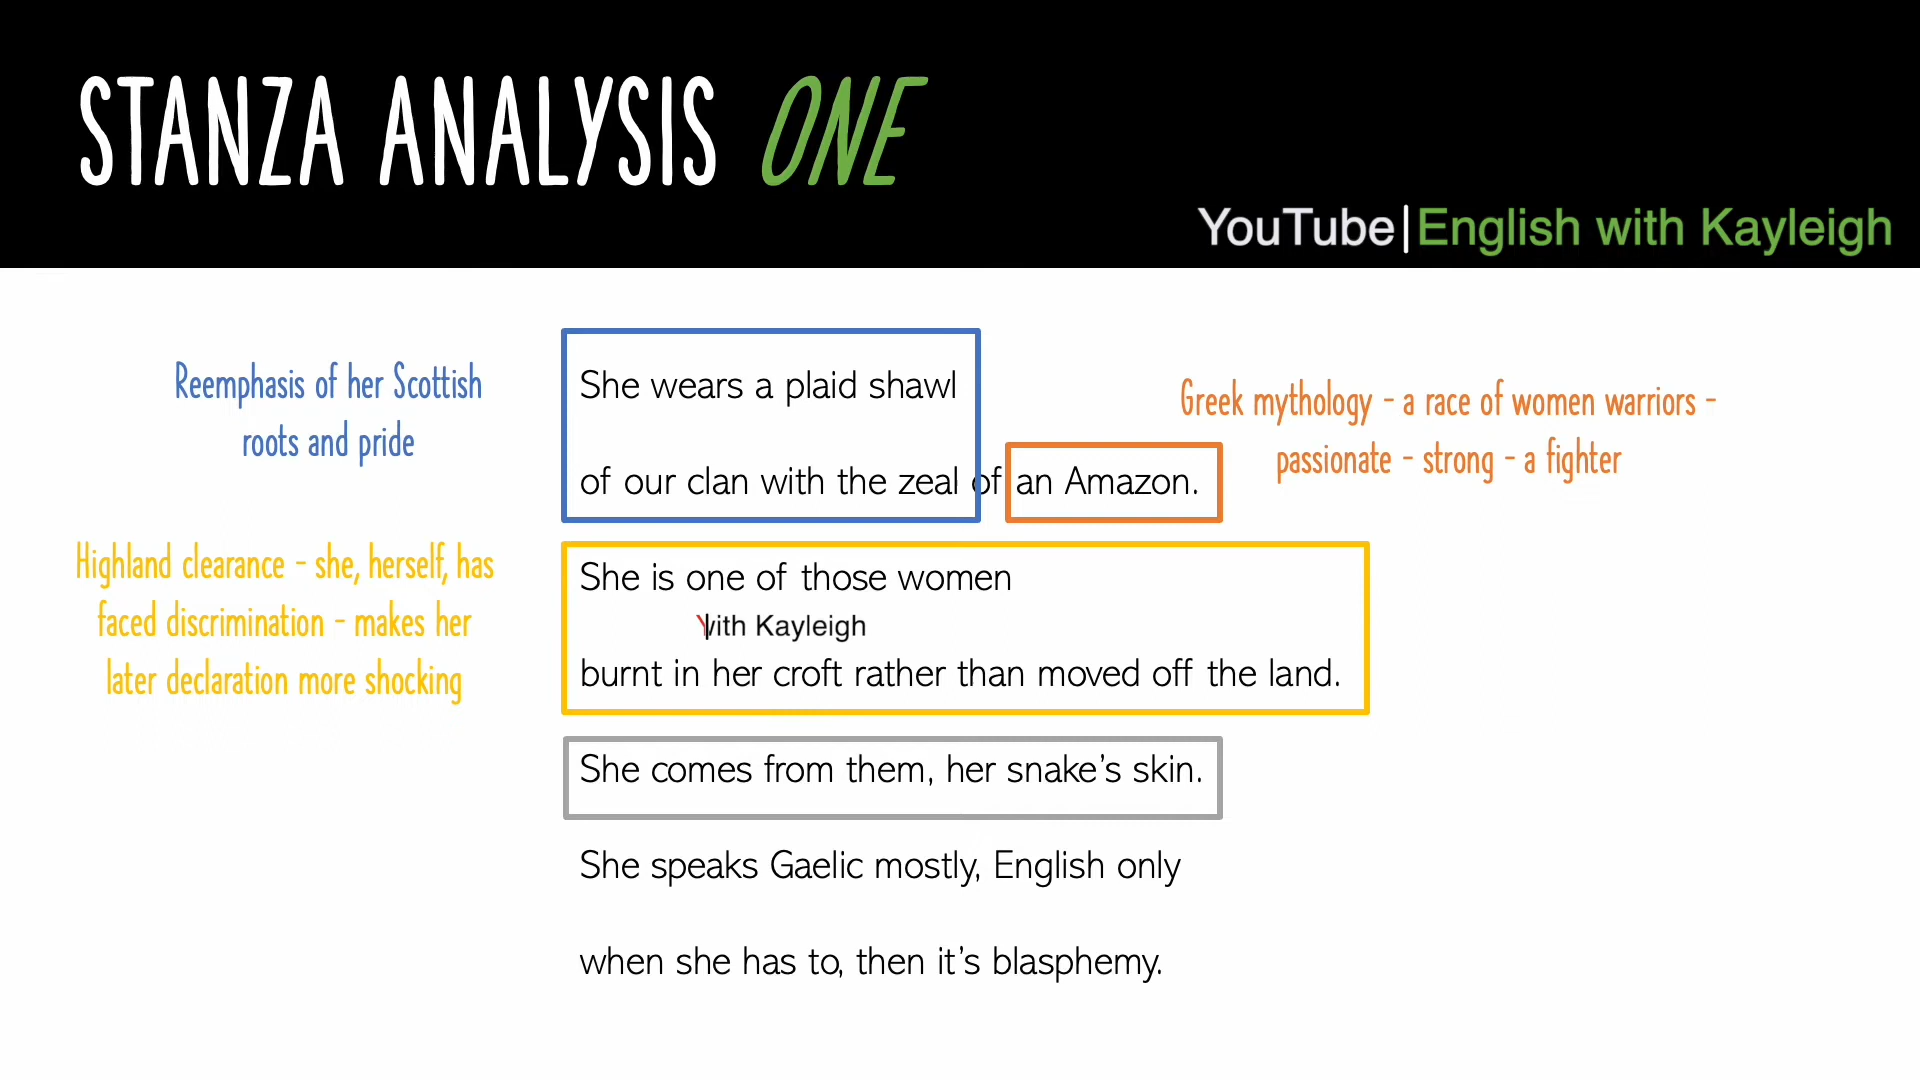 STANZA ANALYSIS ONE
YouTube|English with Kayleigh
Reemphasis of her Scottish
roots and pride
She wears a plaid shawl
of our clan with the zeal of an Amazon.
Greek mythology - a race of women warriors -
passionate - strong - a fighter
Highland clearance - she, herself, has
faced discrimination - makes her
later declaration more shocking
She is one of those women
with Kayleigh
burnt in her croft rather than moved off the land.
She comes from them, her snake's skin.
She speaks Gaelic mostly, English only
when she has to, then it's blasphemy.